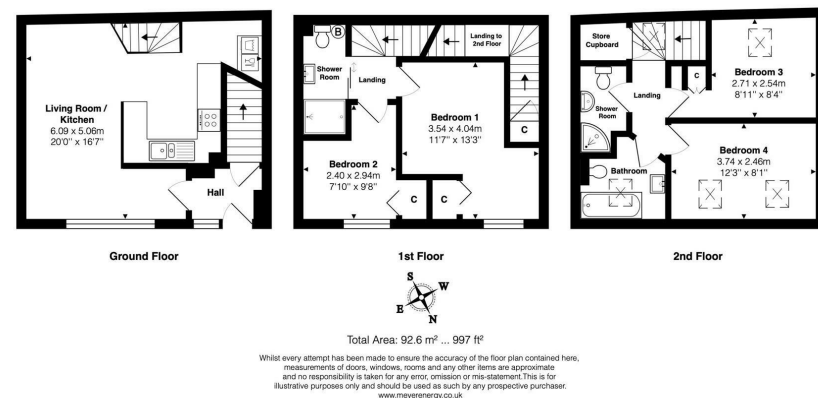 Living Room /
Kitchen
6.09 x 5.06m
20'0'' x 16'7''
Hall
Ground Floor
B
Shower
Room
Landing
Landing to
2nd Floor
Bedroom 1
3.54 x 4.04m
11'7'' x 13'3''
C
Bedroom 2
2.40 x 2.94m
7'10'' x 9'8''
C
C
1st Floor
Store
Cupboard
Shower
Room
Landing
C
Bedroom 3
2.71 x 2.54m
8'11'' x 8'4''
Bathroom
Bedroom 4
3.74 x 2.46m
12'3'' x 8'1''
2nd Floor
S
W
E
N
Total Area: 92.6 m² ... 997 ft²
Whilst every attempt has been made to ensure the accuracy of the floor plan contained here,
measurements of doors, windows, rooms and any other items are approximate
and no responsibility is taken for any error, omission or mis-statement.This is for
illustrative purposes only and should be used as such by any prospective purchaser.
www.meyerenergy.co.uk